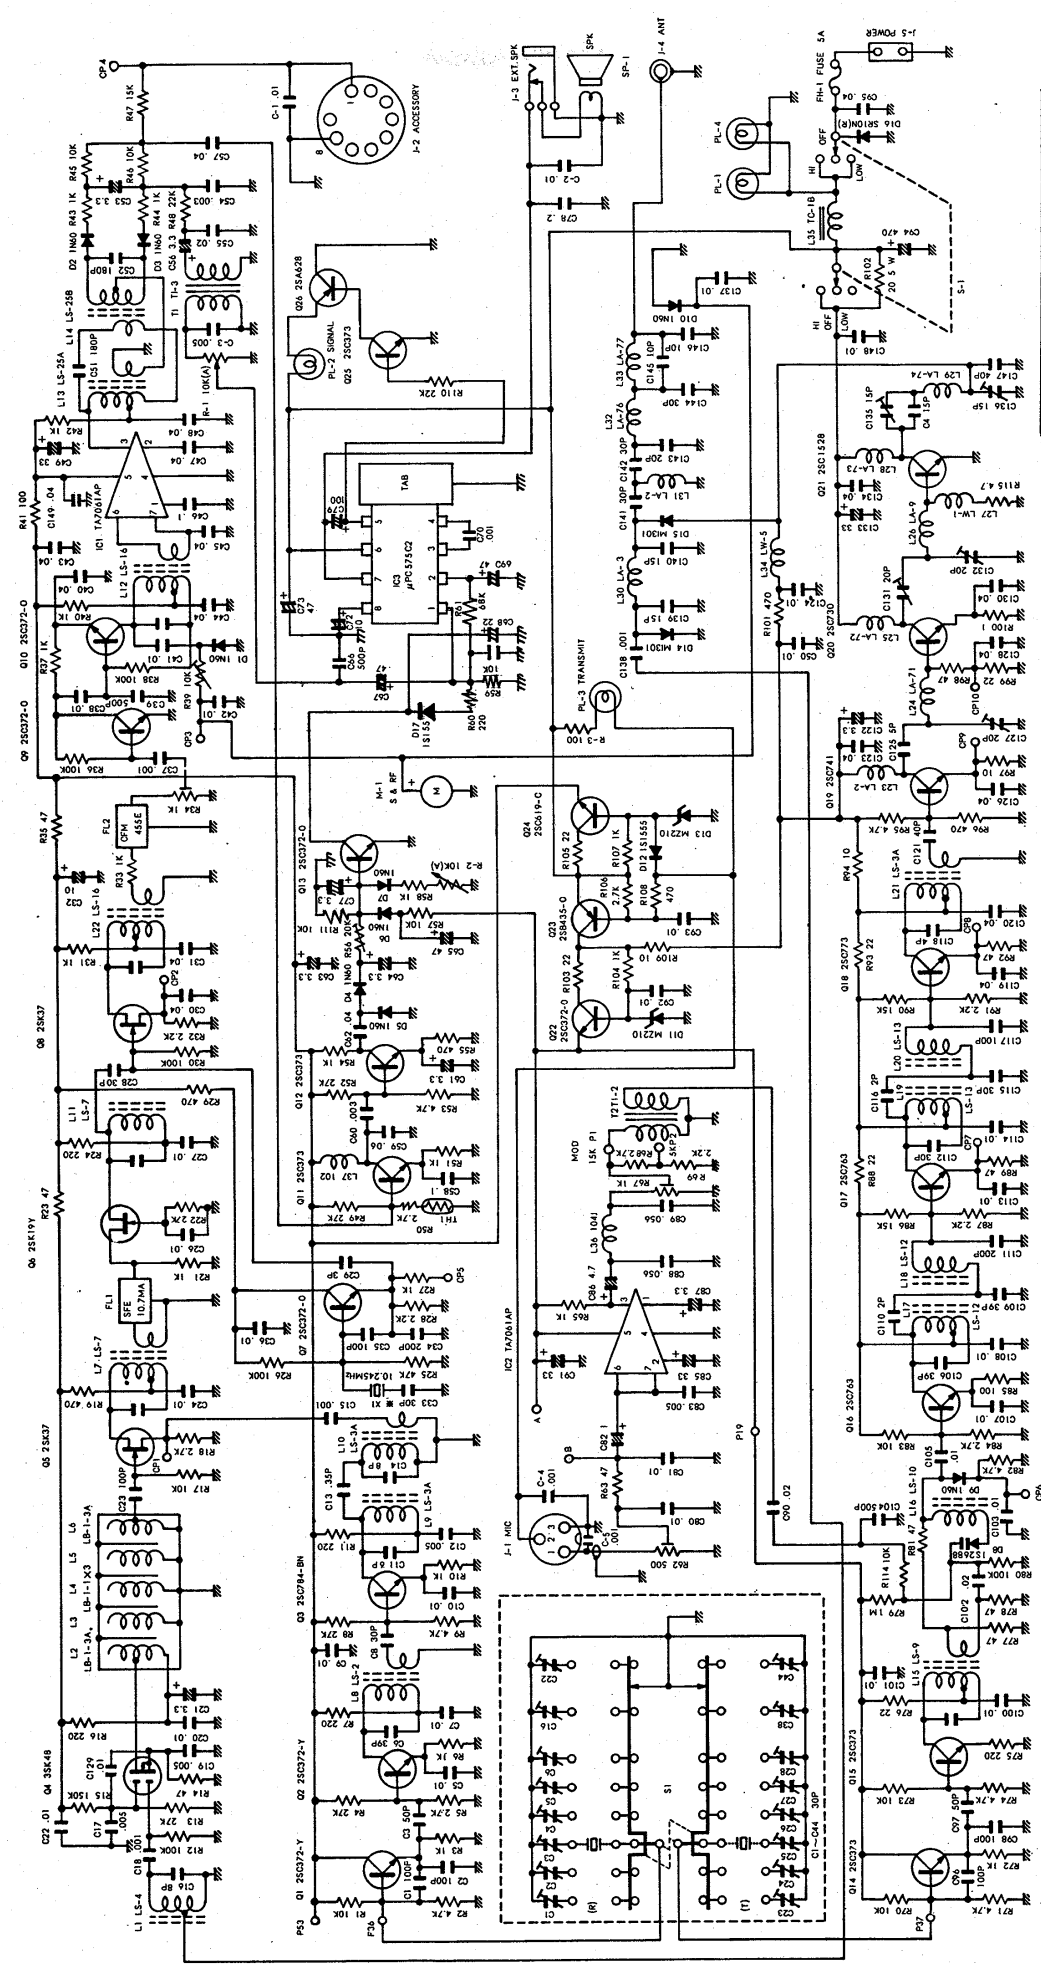 CP4
R47 15K
R45 10K
R46 10K
C57 .04
C53 3.3
C54 .003
R43 1K
R44 1K
R48 22K
D2 1N60
D3 1N60
C52 180P
C55 .02
C56 3.3
L14 LS-25B
T1 TI-3
C51 180P
L13 LS-25A
C-3 .005
R-1 10K(A)
R42 1K
C49 33
C48 .04
C47 .04
C149 .04
R41 100
IC1 TA7061AP
C46 .1
C45 .04
C43 .04
L12 LS-16
C40 .04
R40 1K
C44 .04
Q10 2SC372-O
C41 .01
D1 1N60
R37 1K
R38 100K
R39 10K
C38 .01
C39 500P
C42 .01
CP3
Q9 2SC372-O
R36 100K
C37 .001
R34 1K
FL2
CFM 455E
R33 1K
R35 47
C32 10
L22 LS-16
R31 1K
C31 .04
CP2
C30 .04
R32 2.2K
R30 100K
Q8 2SK37
C28 30P
R29 470
L11 LS-7
R24 220
C27 .01
R23 47
Q6 2SK19Y
R22 2.7K
C26 .01
R21 1K
FL1
SFE 10.7MA
L7 LS-7
R19 470
C24 .01
Q5 2SK37
R18 2.7K
CP1
R17 10K
C23 100P
L6
LB-1-3A
L5
L4
LB-1-1X3
L3
L2
LB-1-3A
C21 3.3
C20 .01
R16 220
C19 .005
R14 47
C129 .01
Q4 3SK48
R15 150K
C17 .005
R13 27K
R12 100K
C22 .01
C18 .001
C16 8P
L1 LS-4
C-1 .01
J-2 ACCESSORY
1
8
Q26 2SA628
PL-2 SIGNAL
Q25 2SC373
R110 22K
C79 100
TAB
IC3
μPC575C2
C70 .001
C73 47
C72 10
C66 500P
C69 47
R61 68K
C68 22
C67 .47
10K
R59
R60 220
D17 1S155
M-1
S & RF
M
Q13 2SC372-O
C77 3.3
R111 10K
D7 1N60
R58 1K
R-2 10K(A)
D6 1N60
R57 10K
R56 20K
C65 47
C63 3.3
C64 3.3
D4 1N60
D5 1N60
C62 .04
R54 1K
R55 470
C61 3.3
Q12 2SC373
R52 27K
R53 4.7K
C60 .003
C59 .06
L37 102
R51 1K
C58 .1
Q11 2SC373
R49 27K
2.7K
R50
TH1
C29 3P
R27 1K
CP5
R28 2.2K
Q7 2SC372-O
C35 100P
C34 200P
C36 .01
R26 100K
R25 47K
X1 10.245MHz
C33 30P
C15 .001
L10 LS-3A
C14 8P
C13 .35P
L9 LS-3A
R11 220
C12 .005
C11 6P
R10 1K
C10 .01
Q3 2SC784-BN
R8 27K
R9 4.7K
C9 .01
C8 30P
L8 LS-2
R7 220
C7 .01
C6 39P
R6 1K
C5 .01
Q2 2SC372-Y
R4 27K
R5 2.7K
C3 50P
R3 1K
Q1 2SC372-Y
C1 100P
C2 100P
R1 10K
R2 4.7K
P53
P36
J-3 EXT. SPK
SPK
SP-1
J-4 ANT
C-2 .01
C78 .2
PL-4
PL-1
D10 1N60
C137 .01
L33 LA-77
C146 10P
C145 10P
L32 LA-76
C144 30P
C142 30P
C143 20P
C141 30P
L31 LA-2
D15 MI301
L30 LA-3
C140 15P
C139 15P
D14 MI301
C138 .001
L34 LW-5
C124 .01
R101 470
C50 .01
PL-3 TRANSMIT
R-3 100
Q24 2SC619-C
R105 22
R107 1K
D13 MZ210
D12 1S1555
R106 2.7K
R108 470
Q23 2SB435-O
C93 .01
R103 22
R104 1K
R109 10
C92 .01
Q22 2SC372-O
D11 MZ210
T2 TI-2
MOD
P1
15K
5K P2
R68 2.7K
2.2K
R69
R67 1K
C89 .056
L36 1041
C88 .056
C86 4.7
C87 3.3
R65 1K
IC2 TA7061AP
C85 33
C83 .005
C91 33
A
C82 1
B
C81 .01
R63 47
C80 .01
C-4 .001
J-1 MIC
C-5 .001
R62 500
P19
C90 .02
C22
C16
C6
C5
C4
C3
C2
C1
(R)
S1
C44
C38
C28
C27
C26
C25
C24
C23
(T)
C1~C44 30P
J-5 POWER
FH-1 FUSE 5A
C95 .04
D16 SR10N(R)
OFF
HI
LOW
L35 TC-1B
C94 470
R102
20 5 W
S-1
HI
OFF
LOW
C148 .01
L29 LA-74
C147 40P
C135 15P
C4 15P
C136 15P
Q21 2SC1528
L28 LA-73
C134 .04
R115 4.7
L27 LW-1
C133 33
L26 LA-9
C132 20P
C131 20P
C130 .04
R100 1
L25 LA-72
Q20 2SC730
C128 .04
R99 22
R98 47
CP10
L24 LA-71
C127 20P
C122 3.3
C123 .04
C125 5P
CP9
Q19 2SC741
L23 LA-2
R97 10
C126 .04
R95 4.7K
R96 470
C121 40P
R94 10
L21 LS-3A
C120 .04
C118 4P
CP8
R92 47
C119 .04
Q18 2SC773
R93 22
R90 15K
R91 2.2K
C117 100P
L20 LS-13
C116 2P
C115 30P
L19 LS-13
C114 .01
C112 30P
CP7
R89 47
C113 .01
Q17 2SC763
R88 22
R86 15K
R87 2.2K
C111 200P
L18 LS-12
C110 2P
C109 39P
L17 LS-12
C108 .01
C106 39P
R85 100
C107 .01
Q16 2SC763
R83 10K
R84 2.7K
C105 .01
R82 4.7K
CP6
D9 1N60
L16 LS-10
C103 .01
C104 500P
R81 47
D8 1S2688
R80 100K
R114 10K
C102 .02
R79 1M
R78 47
R77 47
C101 .01
L15 LS-9
R76 22
C100 .01
Q15 2SC373
R75 220
R73 10K
R74 4.7K
C97 50P
C98 100P
Q14 2SC373
R72 1K
C96 100P
R70 10K
R71 4.7K
P37